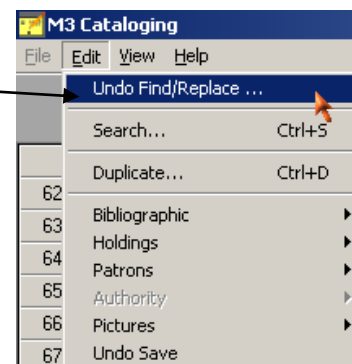 M3 Cataloging
File Edit View Help
Undo Find/Replace ...
Search... Ctrl+S
Duplicate... Ctrl+D
62
Bibliographic
63
Holdings
64
Patrons
65
Authority
66
Pictures
67
Undo Save